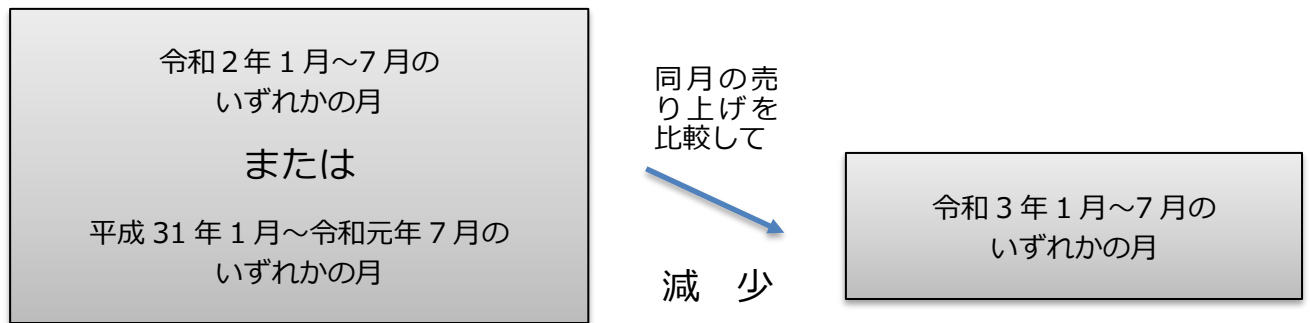 令和２年１月～7月の
いずれかの月
または
平成 31 年１月～令和元年７月の
いずれかの月
同月の売
り上げを
比較して
減　少
令和３年１月～7月の
いずれかの月